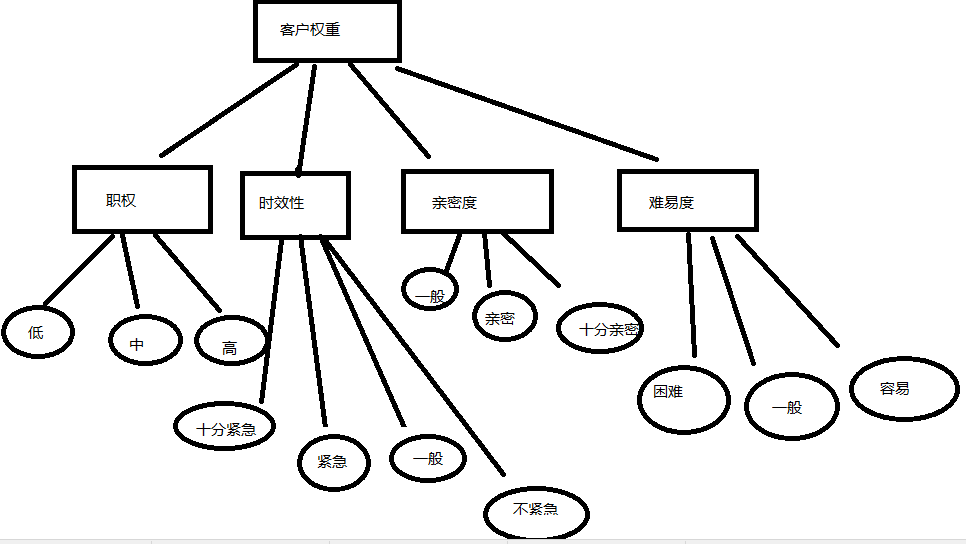 客户权重
职权
时效性
亲密度
难易度
一般
亲密
十分亲密
低
中
高
困难
一般
容易
十分紧急
紧急
一般
不紧急